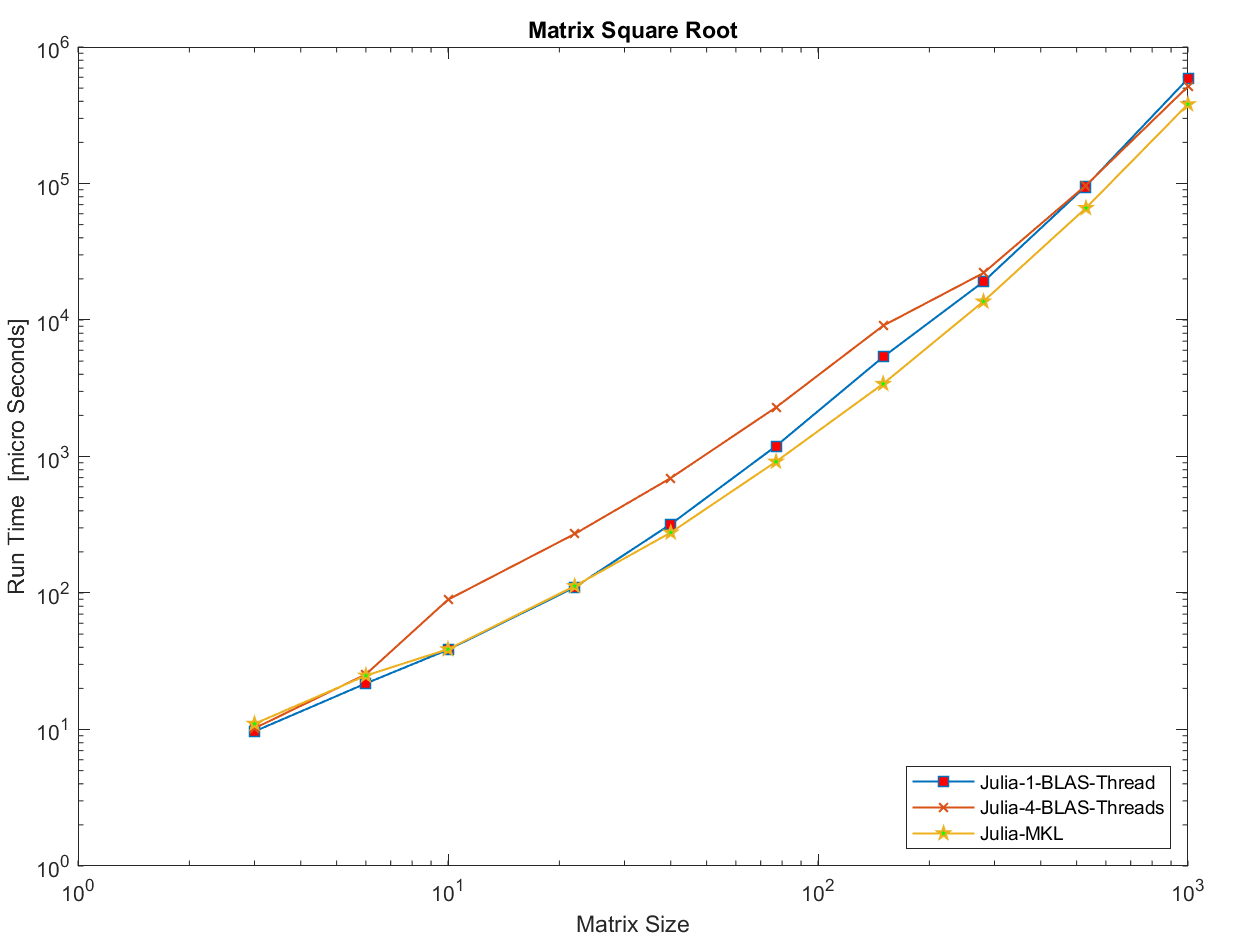 Matrix Square Root
10^6
10^5
10^4
10^3
10^2
10^1
10^0
Run Time [micro Seconds]
10^0 10^1 10^2 10^3
Matrix Size
Julia-1-BLAS-Thread
Julia-4-BLAS-Threads
Julia-MKL